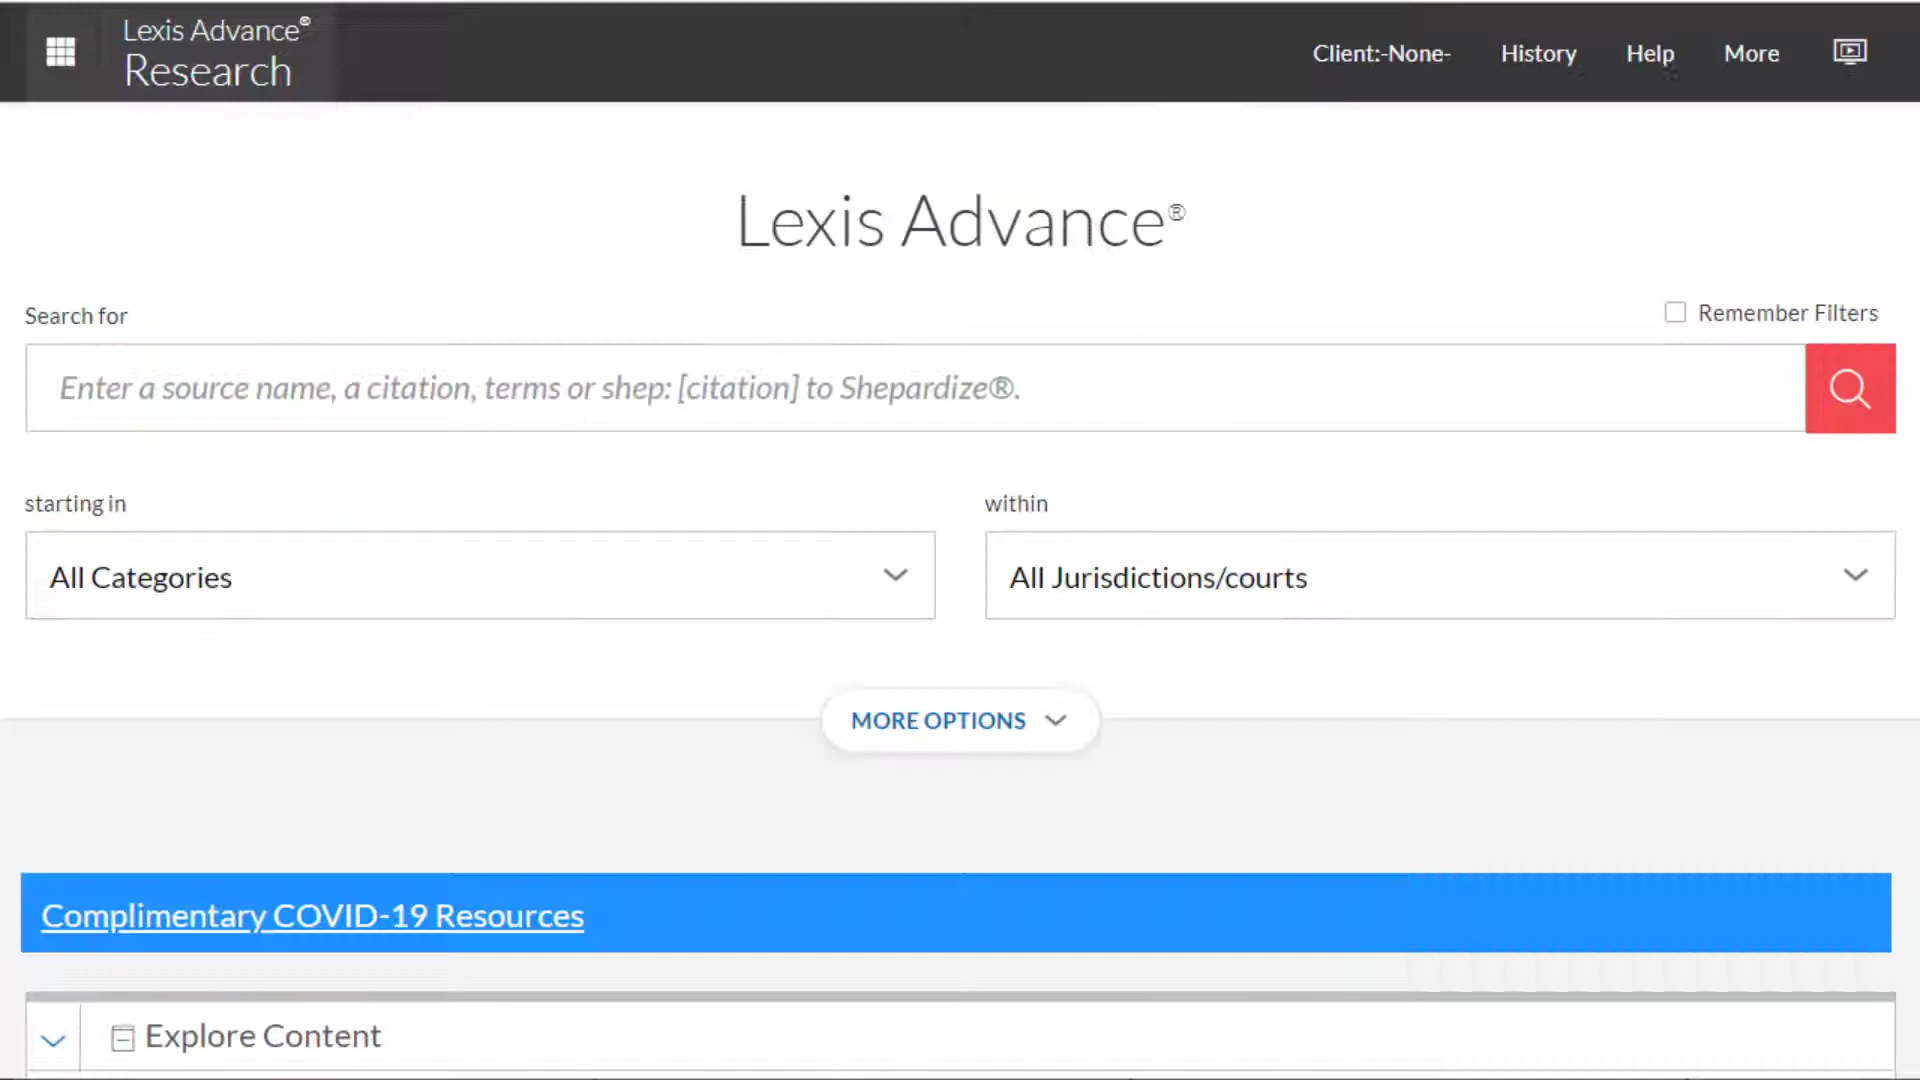 Lexis Advance®
Research
Client:-None-
History
Help
More
Lexis Advance®
Search for
Remember Filters
Enter a source name, a citation, terms or shep: [citation] to Shepardize®.
starting in
within
All Categories
All Jurisdictions/courts
MORE OPTIONS
Complimentary COVID-19 Resources
Explore Content